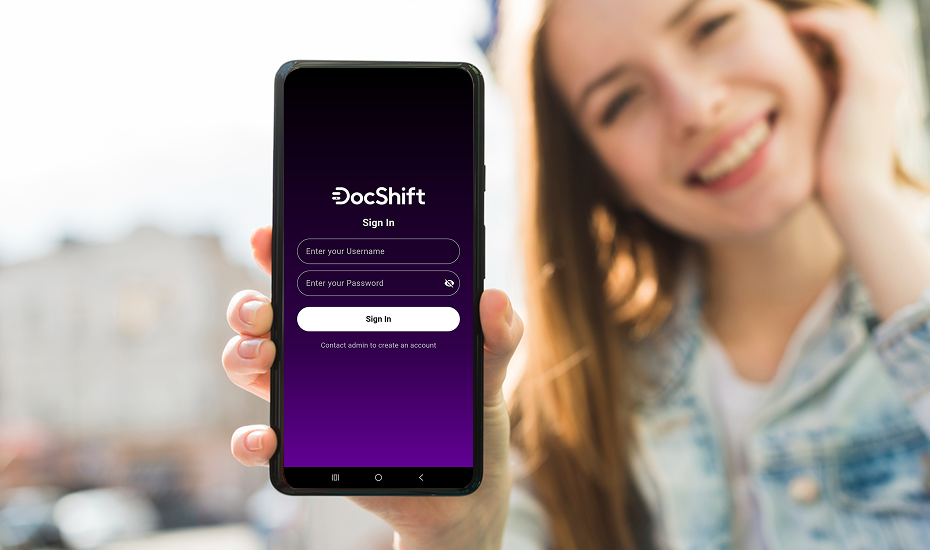 DocShift
Sign In
Enter your Username
Enter your Password
Sign In
Contact admin to create an account